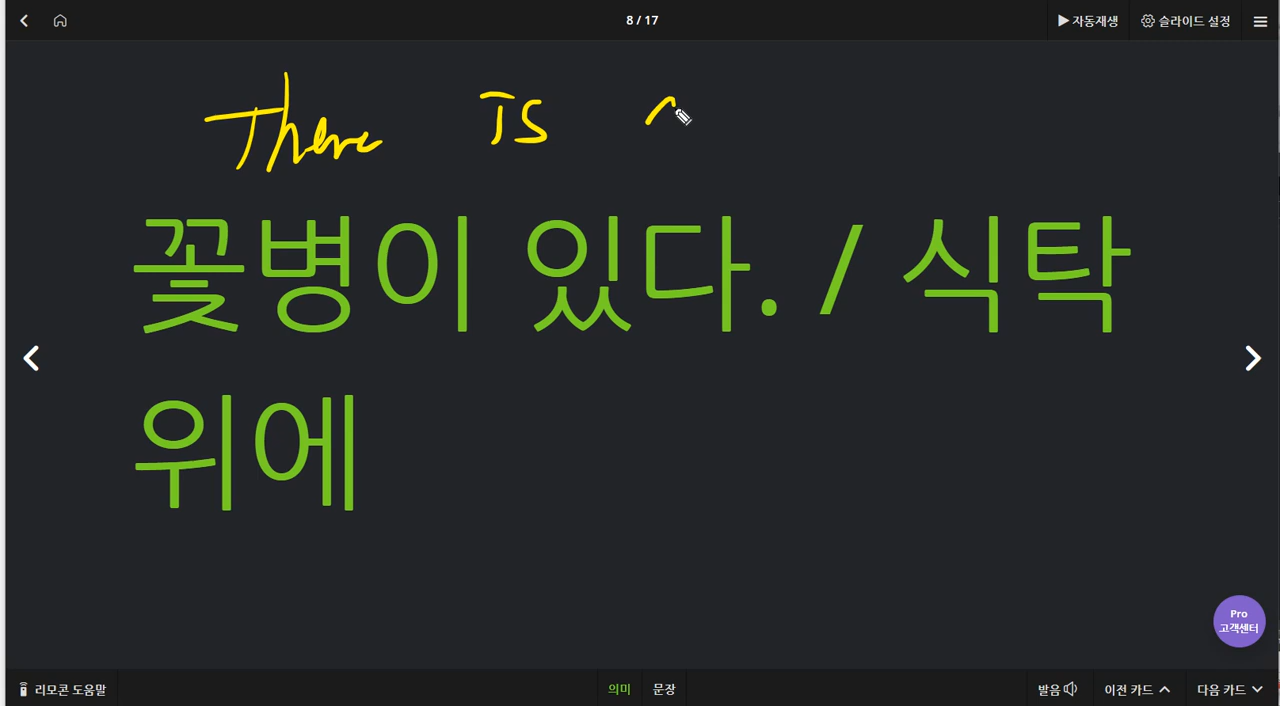 8 / 17
자동재생
슬라이드 설정
There is
꽃병이 있다. / 식탁
위에
Pro
고객센터
리모콘 도움말
의미
문장
발음
이전 카드
다음 카드